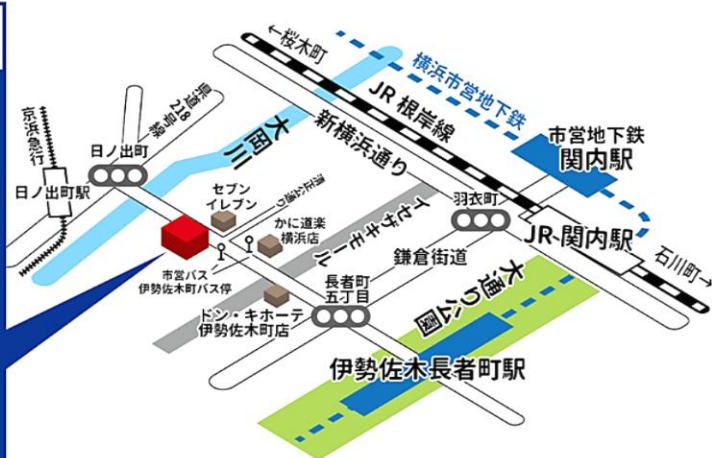 ←桜木町
横浜市営地下鉄
JR 根岸線
新横浜通り
県道
218
号線
大岡川
京浜急行
日ノ出町
日ノ出町駅
市営地下鉄
関内駅
セブン
イレブン
清正公通り
かに道楽
横浜店
イセザキモール
羽衣町
JR 関内駅
石川町→
鎌倉街道
市営バス
伊勢佐木町バス停
長者町
五丁目
大通り公園
ドン・キホーテ
伊勢佐木町店
伊勢佐木長者町駅